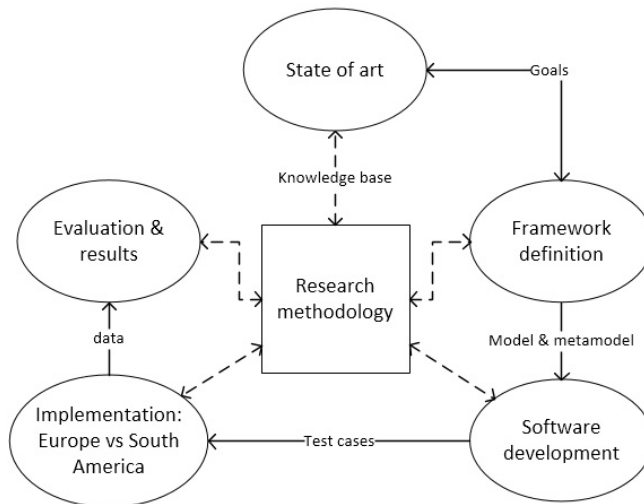 State of art
Goals
Knowledge base
Evaluation &
results
Framework
definition
Research
methodology
data
Model & metamodel
Implementation:
Europe vs South
America
Test cases
Software
development